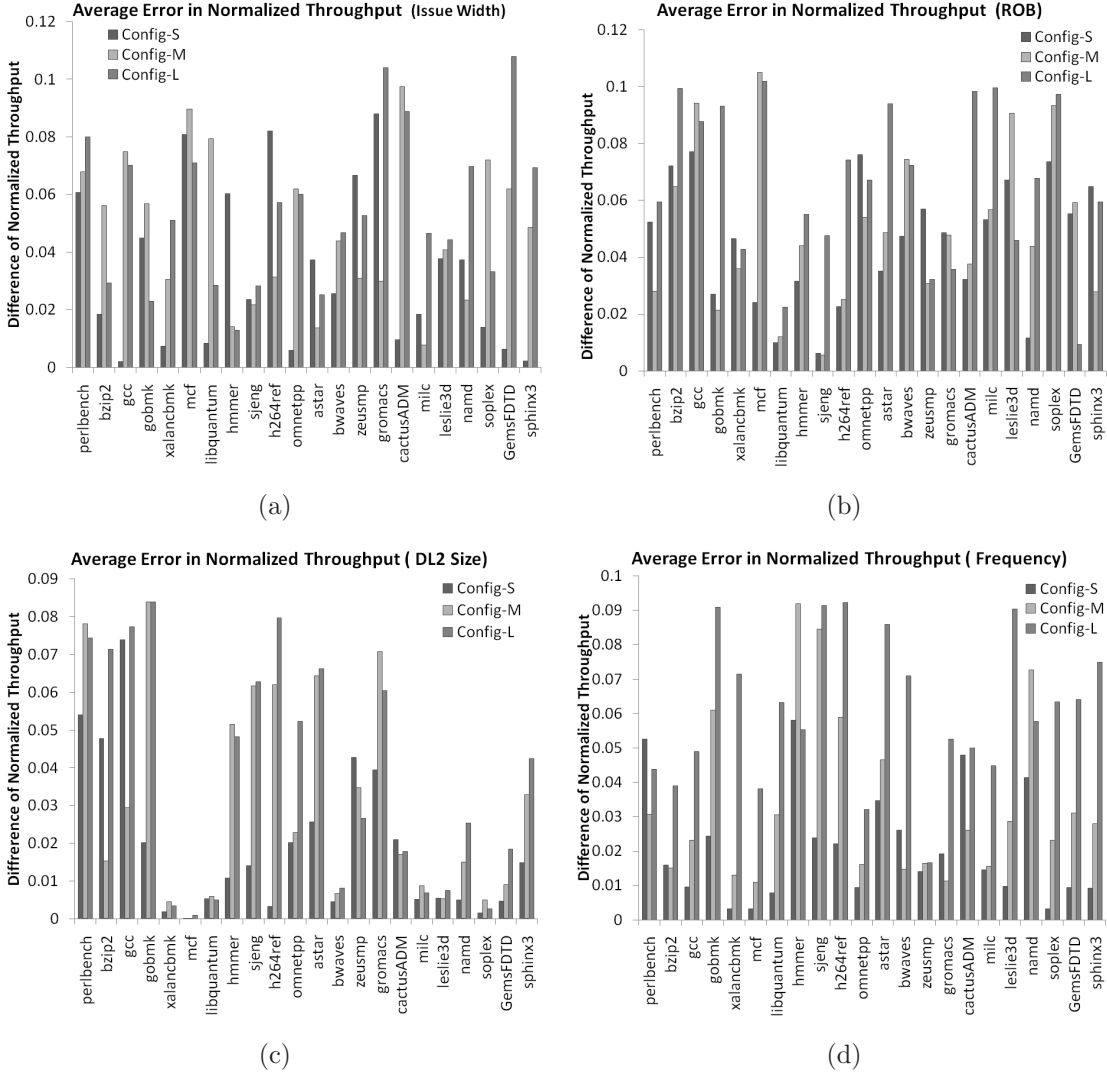 Average Error in Normalized Throughput (Issue Width)
0.12
0.1
0.08
0.06
0.04
0.02
0
Difference of Normalized Throughput
Config-S
Config-M
Config-L
perlbench
bzip2
gcc
gobmk
xalancbmk
mcf
libquantum
hmmer
sjeng
h264ref
omnetpp
astar
bwaves
zeusmp
gromacs
cactusADM
milc
leslie3d
namd
soplex
GemsFDTD
sphinx3
(a)
Average Error in Normalized Throughput (ROB)
0.12
0.1
0.08
0.06
0.04
0.02
0
Difference of Normalized Throughput
Config-S
Config-M
Config-L
perlbench
bzip2
gcc
gobmk
xalancbmk
mcf
libquantum
hmmer
sjeng
h264ref
omnetpp
astar
bwaves
zeusmp
gromacs
cactusADM
milc
leslie3d
namd
soplex
GemsFDTD
sphinx3
(b)
Average Error in Normalized Throughput ( DL2 Size)
0.09
0.08
0.07
0.06
0.05
0.04
0.03
0.02
0.01
0
Difference of Normalized Throughput
Config-S
Config-M
Config-L
perlbench
bzip2
gcc
gobmk
xalancbmk
mcf
libquantum
hmmer
sjeng
h264ref
omnetpp
astar
bwaves
zeusmp
gromacs
cactusADM
milc
leslie3d
namd
soplex
GemsFDTD
sphinx3
(c)
Average Error in Normalized Throughput ( Frequency)
0.1
0.09
0.08
0.07
0.06
0.05
0.04
0.03
0.02
0.01
0
Difference of Normalized Throughput
Config-S
Config-M
Config-L
perlbench
bzip2
gcc
gobmk
xalancbmk
mcf
libquantum
hmmer
sjeng
h264ref
omnetpp
astar
bwaves
zeusmp
gromacs
cactusADM
milc
leslie3d
namd
soplex
GemsFDTD
sphinx3
(d)